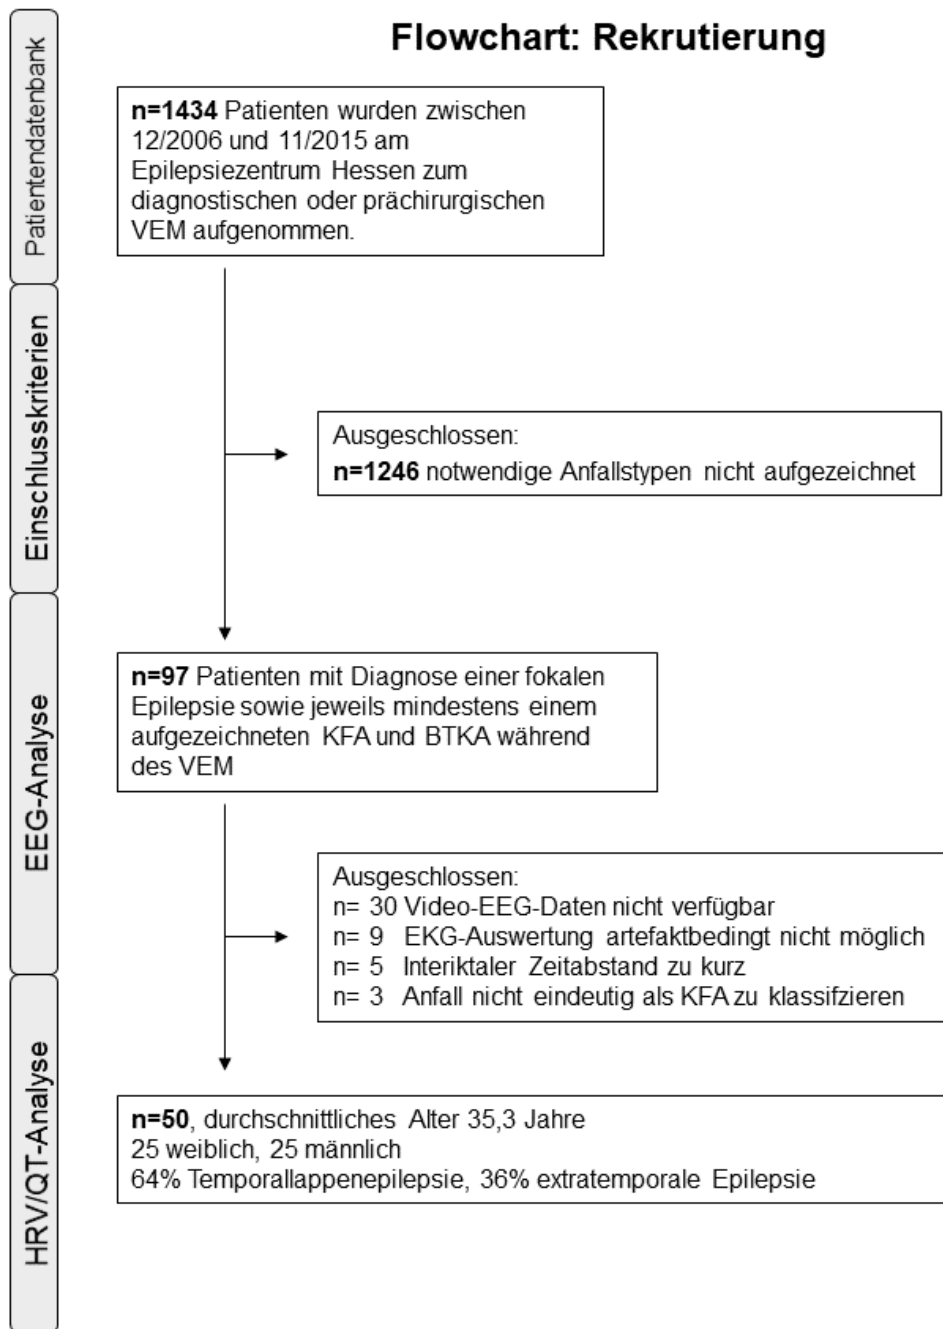 Flowchart: Rekrutierung
Patientendatenbank
n=1434 Patienten wurden zwischen
12/2006 und 11/2015 am
Epilepsiezentrum Hessen zum
diagnostischen oder prächirurgischen
VEM aufgenommen.
Einschlusskriterien
Ausgeschlossen:
n=1246 notwendige Anfallstypen nicht aufgezeichnet
EEG-Analyse
n=97 Patienten mit Diagnose einer fokalen
Epilepsie sowie jeweils mindestens einem
aufgezeichneten KFA und BTKA während
des VEM
Ausgeschlossen:
n= 30 Video-EEG-Daten nicht verfügbar
n= 9 EKG-Auswertung artefaktbedingt nicht möglich
n= 5 Interiktaler Zeitabstand zu kurz
n= 3 Anfall nicht eindeutig als KFA zu klassifzieren
HRV/QT-Analyse
n=50, durchschnittliches Alter 35,3 Jahre
25 weiblich, 25 männlich
64% Temporallappenepilepsie, 36% extratemporale Epilepsie